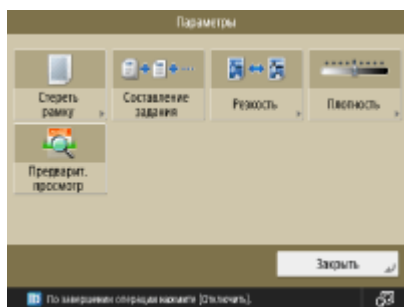 Параметры
Стереть
рамку
Составление
задания
Резкость
Плотность
Предварит.
просмотр
Закрыть
По завершении операции нажмите [Отключить].